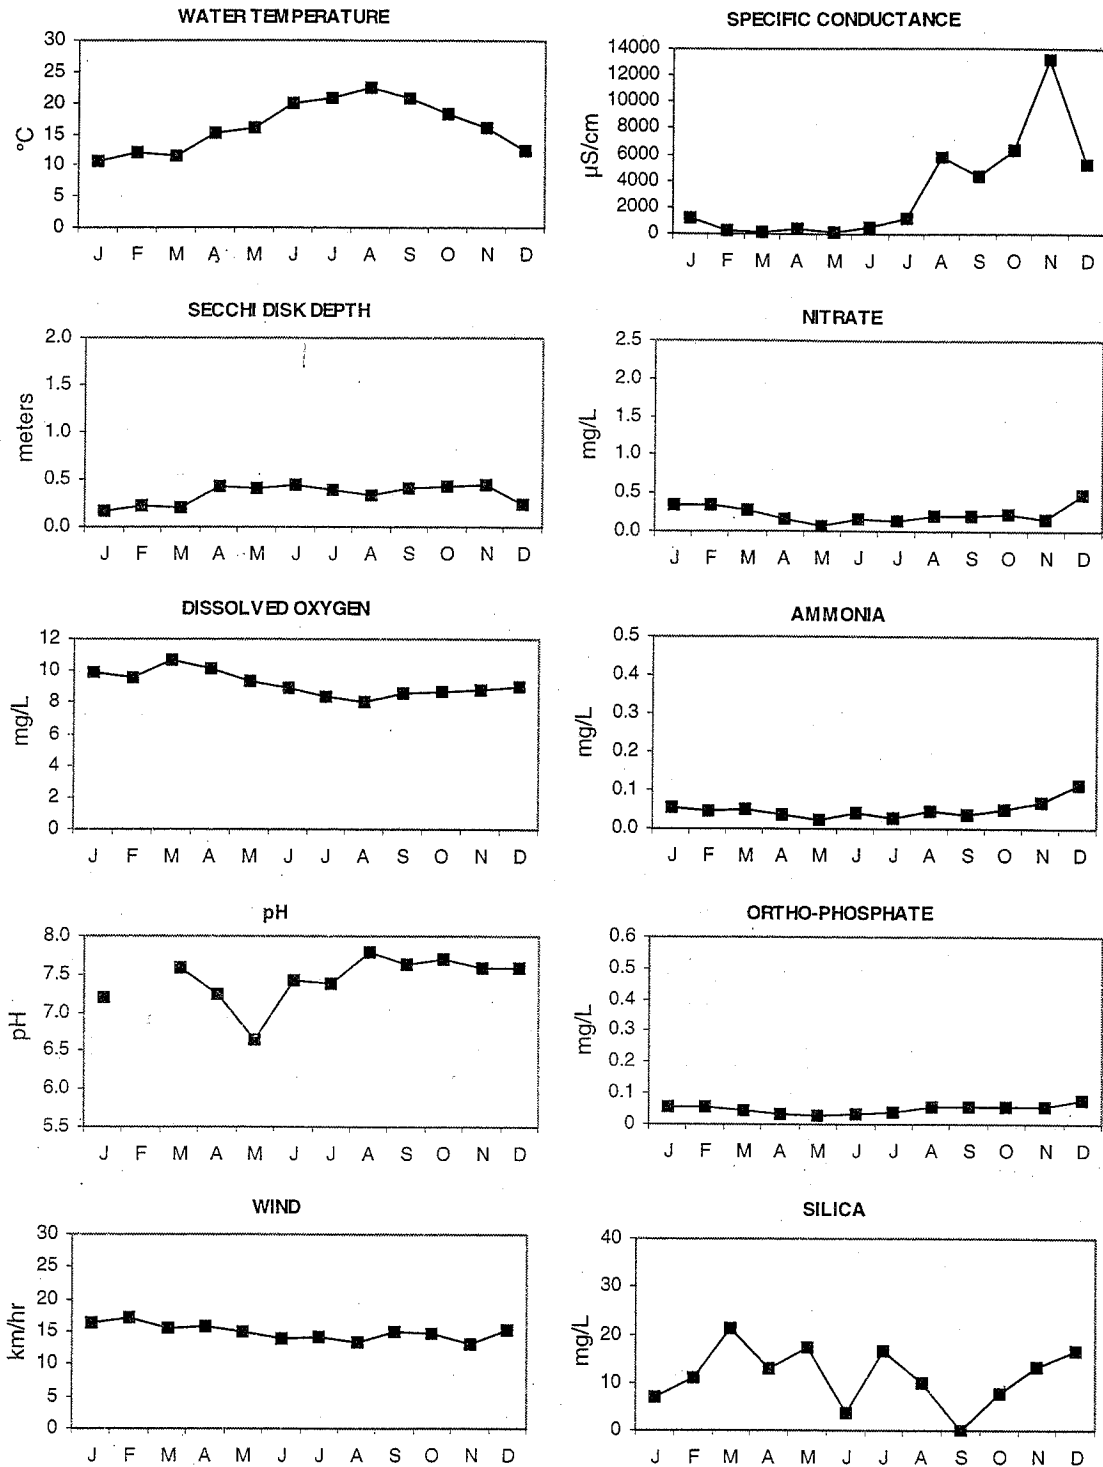 WATER TEMPERATURE
30
25
20
15
10
5
0
°C
J F M A M J J A S O N D
SPECIFIC CONDUCTANCE
14000
12000
10000
8000
6000
4000
2000
0
µS/cm
J F M A M J J A S O N D
SECCHI DISK DEPTH
2.0
1.5
1.0
0.5
0.0
meters
J F M A M J J A S O N D
NITRATE
2.5
2.0
1.5
1.0
0.5
0.0
mg/L
J F M A M J J A S O N D
DISSOLVED OXYGEN
12
10
8
6
4
2
0
mg/L
J F M A M J J A S O N D
AMMONIA
0.5
0.4
0.3
0.2
0.1
0.0
mg/L
J F M A M J J A S O N D
pH
8.0
7.5
7.0
6.5
6.0
5.5
pH
J F M A M J J A S O N D
ORTHO-PHOSPHATE
0.6
0.5
0.4
0.3
0.2
0.1
0
mg/L
J F M A M J J A S O N D
WIND
30
25
20
15
10
5
0
km/hr
J F M A M J J A S O N D
SILICA
40
30
20
10
0
mg/L
J F M A M J J A S O N D